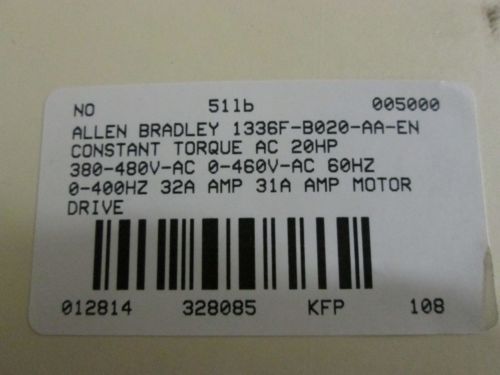 NO 51lb 005000
ALLEN BRADLEY 1336F-B020-AA-EN
CONSTANT TORQUE AC 20HP
380-480V-AC 0-460V-AC 60HZ
0-400HZ 32A AMP 31A AMP MOTOR
DRIVE
012814 328085 KFP 108